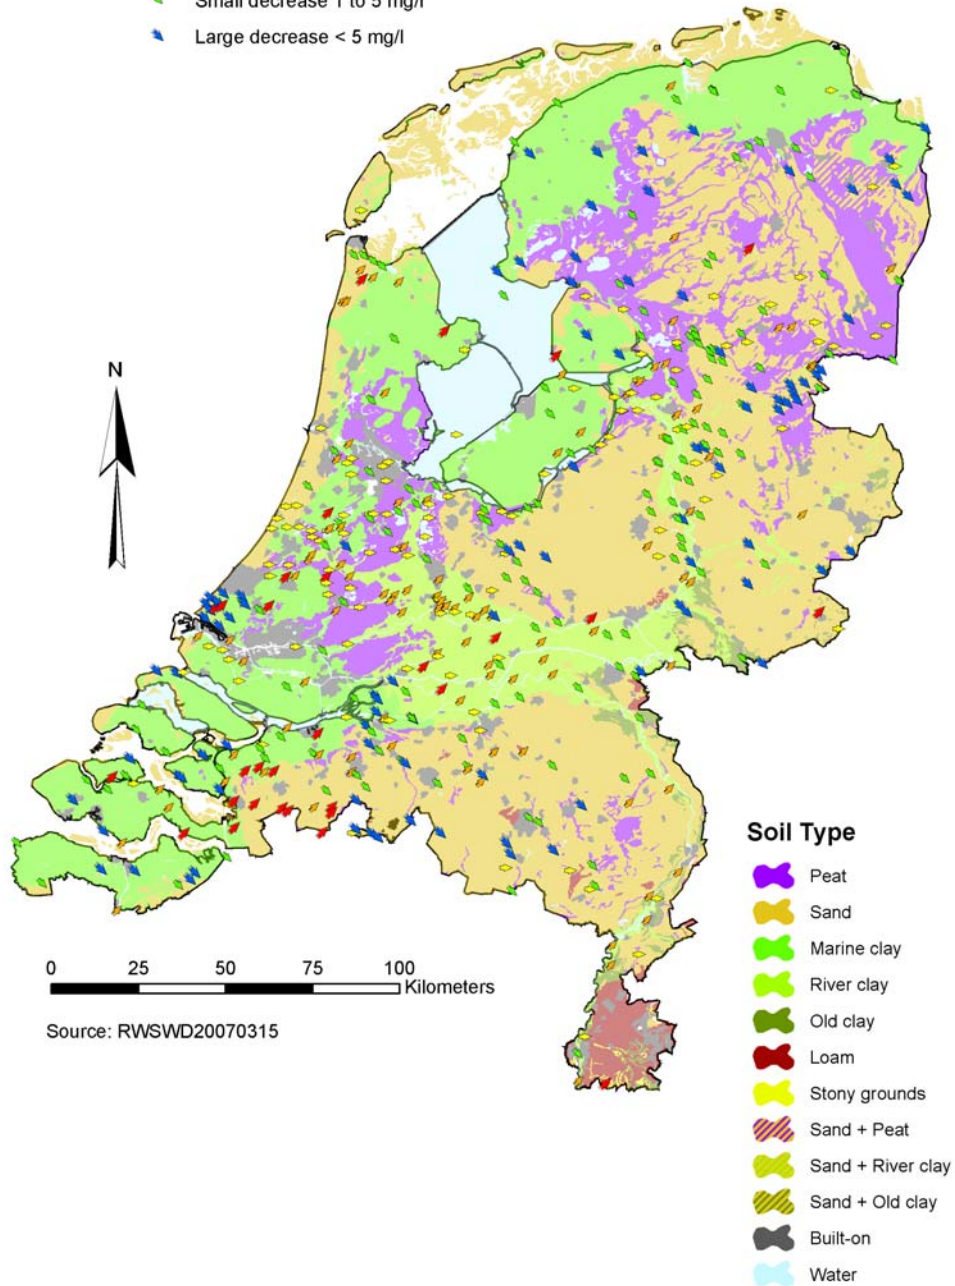 Small decrease 1 to 5 mg/l
Large decrease < 5 mg/l
N
Soil Type
Peat
Sand
Marine clay
River clay
Old clay
Loam
Stony grounds
Sand + Peat
Sand + River clay
Sand + Old clay
Built-on
Water
0 25 50 75 100
Kilometers
Source: RWSWD20070315